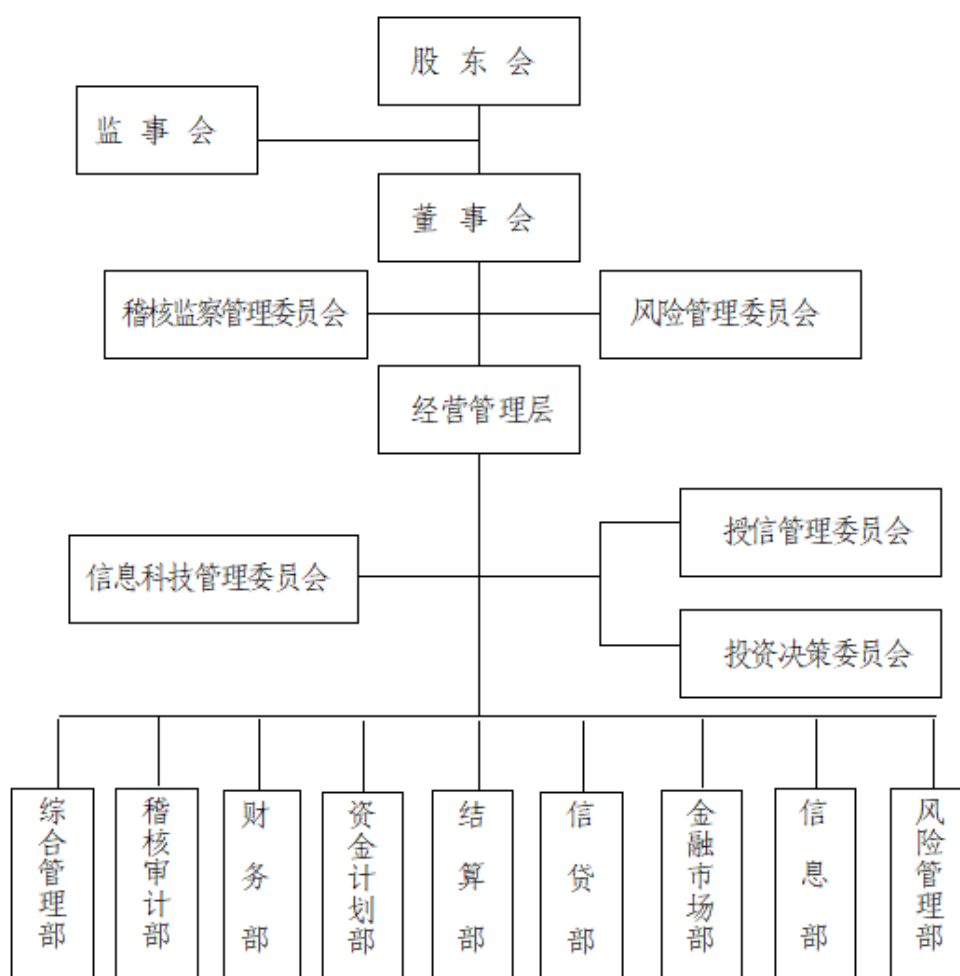 股东会
监事会
董事会
稽核监察管理委员会
风险管理委员会
经营管理层
授信管理委员会
信息科技管理委员会
投资决策委员会
综合管理部
稽核审计部
财务部
资金计划部
结算部
信贷部
金融市场部
信息部
风险管理部